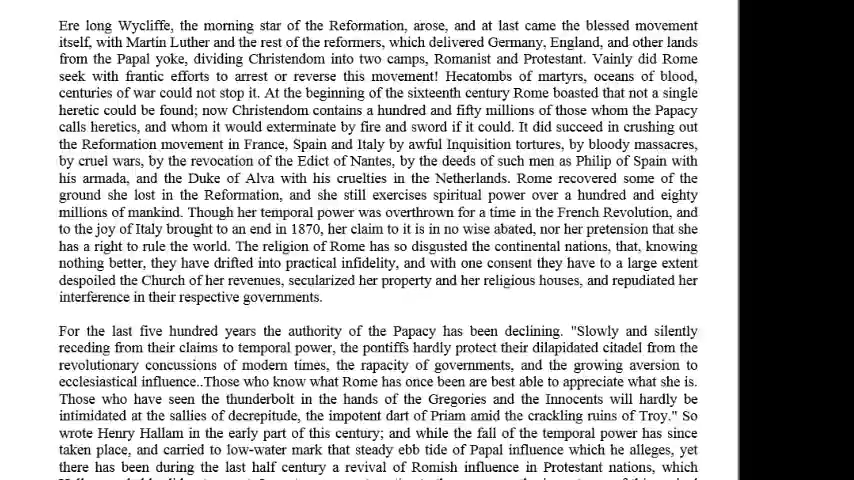 Ere long Wycliffe, the morning star of the Reformation, arose, and at last came the blessed movement
itself, with Martin Luther and the rest of the reformers, which delivered Germany, England, and other lands
from the Papal yoke, dividing Christendom into two camps, Romanist and Protestant. Vainly did Rome
seek with frantic efforts to arrest or reverse this movement! Hecatombs of martyrs, oceans of blood,
centuries of war could not stop it. At the beginning of the sixteenth century Rome boasted that not a single
heretic could be found; now Christendom contains a hundred and fifty millions of those whom the Papacy
calls heretics, and whom it would exterminate by fire and sword if it could. It did succeed in crushing out
the Reformation movement in France, Spain and Italy by awful Inquisition tortures, by bloody massacres,
by cruel wars, by the revocation of the Edict of Nantes, by the deeds of such men as Philip of Spain with
his armada, and the Duke of Alva with his cruelties in the Netherlands. Rome recovered some of the
ground she lost in the Reformation, and she still exercises spiritual power over a hundred and eighty
millions of mankind. Though her temporal power was overthrown for a time in the French Revolution, and
to the joy of Italy brought to an end in 1870, her claim to it is in no wise abated, nor her pretension that she
has a right to rule the world. The religion of Rome has so disgusted the continental nations, that, knowing
nothing better, they have drifted into practical infidelity, and with one consent they have to a large extent
despoiled the Church of her revenues, secularized her property and her religious houses, and repudiated her
interference in their respective governments.
For the last five hundred years the authority of the Papacy has been declining. "Slowly and silently
receding from their claims to temporal power, the pontiffs hardly protect their dilapidated citadel from the
revolutionary concussions of modern times, the rapacity of governments, and the growing aversion to
ecclesiastical influence..Those who know what Rome has once been are best able to appreciate what she is.
Those who have seen the thunderbolt in the hands of the Gregories and the Innocents will hardly be
intimidated at the sallies of decrepitude, the impotent dart of Priam amid the crackling ruins of Troy." So
wrote Henry Hallam in the early part of this century; and while the fall of the temporal power has since
taken place, and carried to low-water mark that steady ebb tide of Papal influence which he alleges, yet
there has been during the last half century a revival of Romish influence in Protestant nations, which